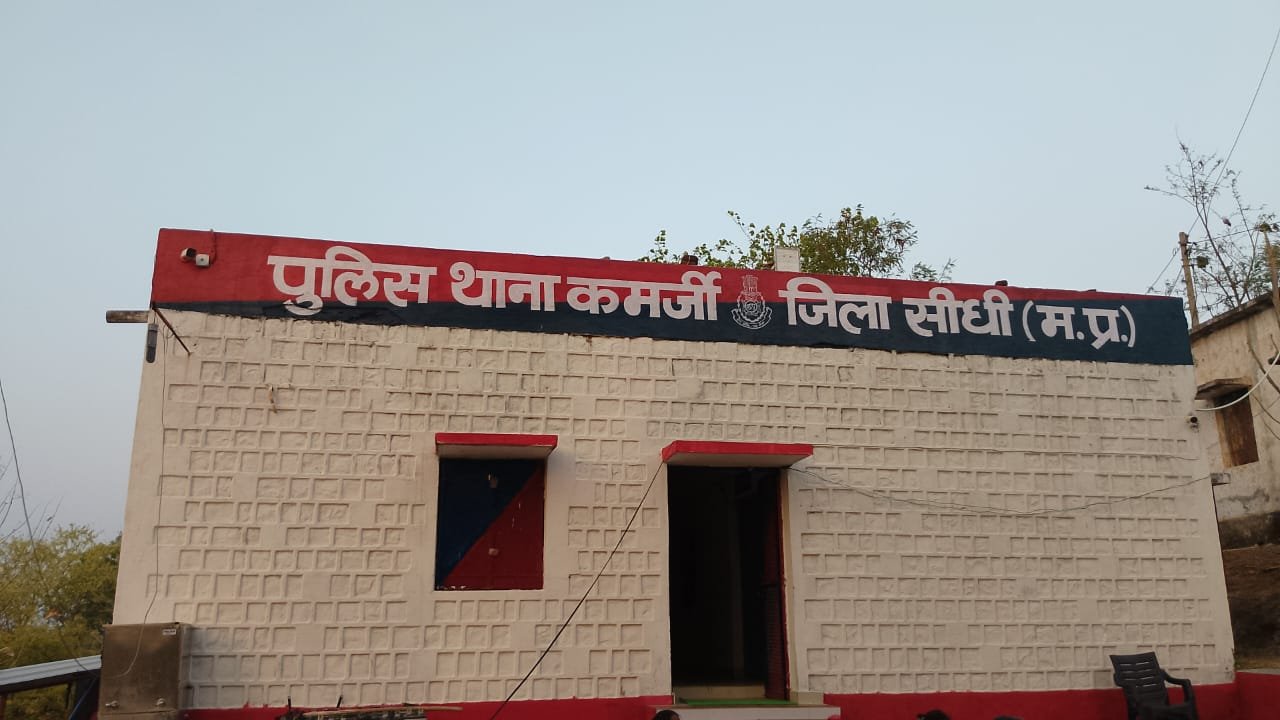 पुलिस थाना कमर्जी जिला सीधी (म.प्र.)